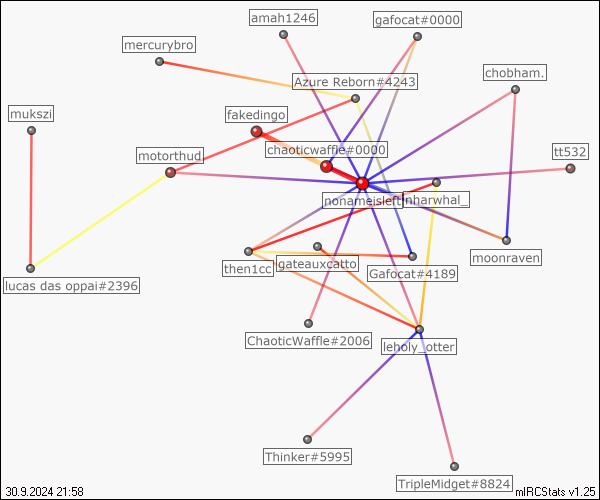 amah1246
gafocat#0000
mercurybro
chobham.
Azure Reborn#4243
mukszi
fakedingo
chaoticwaffle#0000
motorthud
tt532
nonameisleft
inharwhal_
then1cc
gateauxcatto
moonraven
Gafocat#4189
lucas das oppai#2396
ChaoticWaffle#2006
leholy_otter
Thinker#5995
TripleMidget#8824
30.9.2024 21:58
mIRCStats v1.25